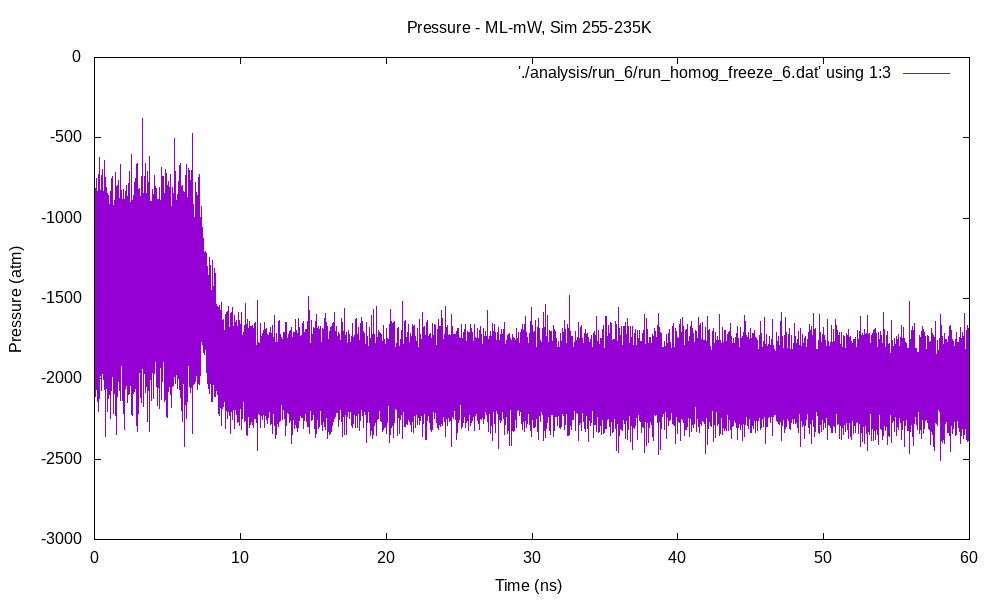 Pressure - ML-mW, Sim 255-235K
'./analysis/run_6/run_homog_freeze_6.dat' using 1:3
0
-500
-1000
-1500
-2000
-2500
-3000
Pressure (atm)
0 10 20 30 40 50 60
Time (ns)